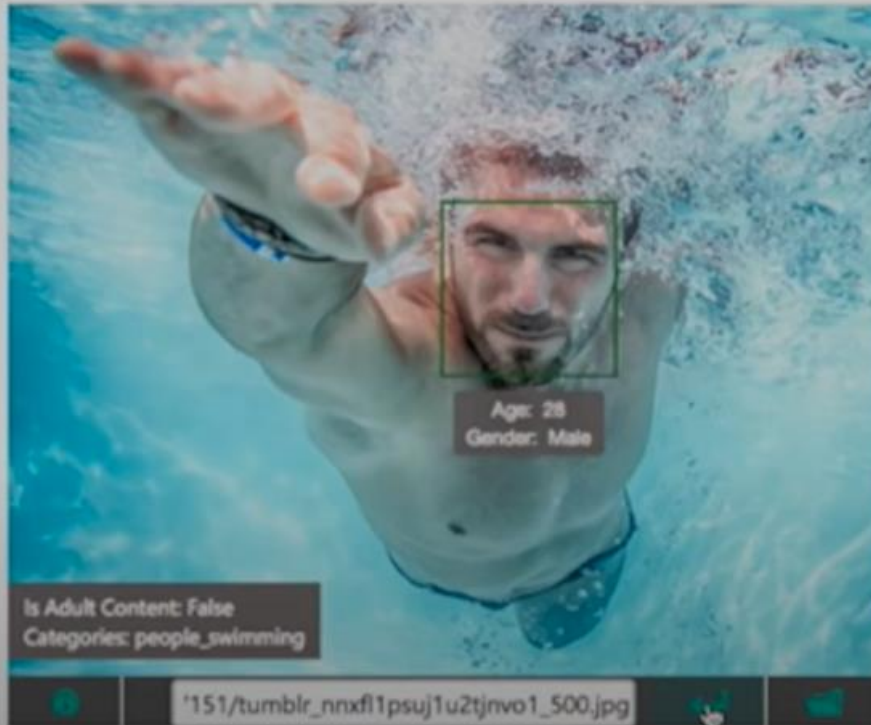 Age: 28
Gender: Male
Is Adult Content: False
Categories: people_swimming
'151/tumblr_nnxfl1psuj1u2tjnvo1_500.jpg